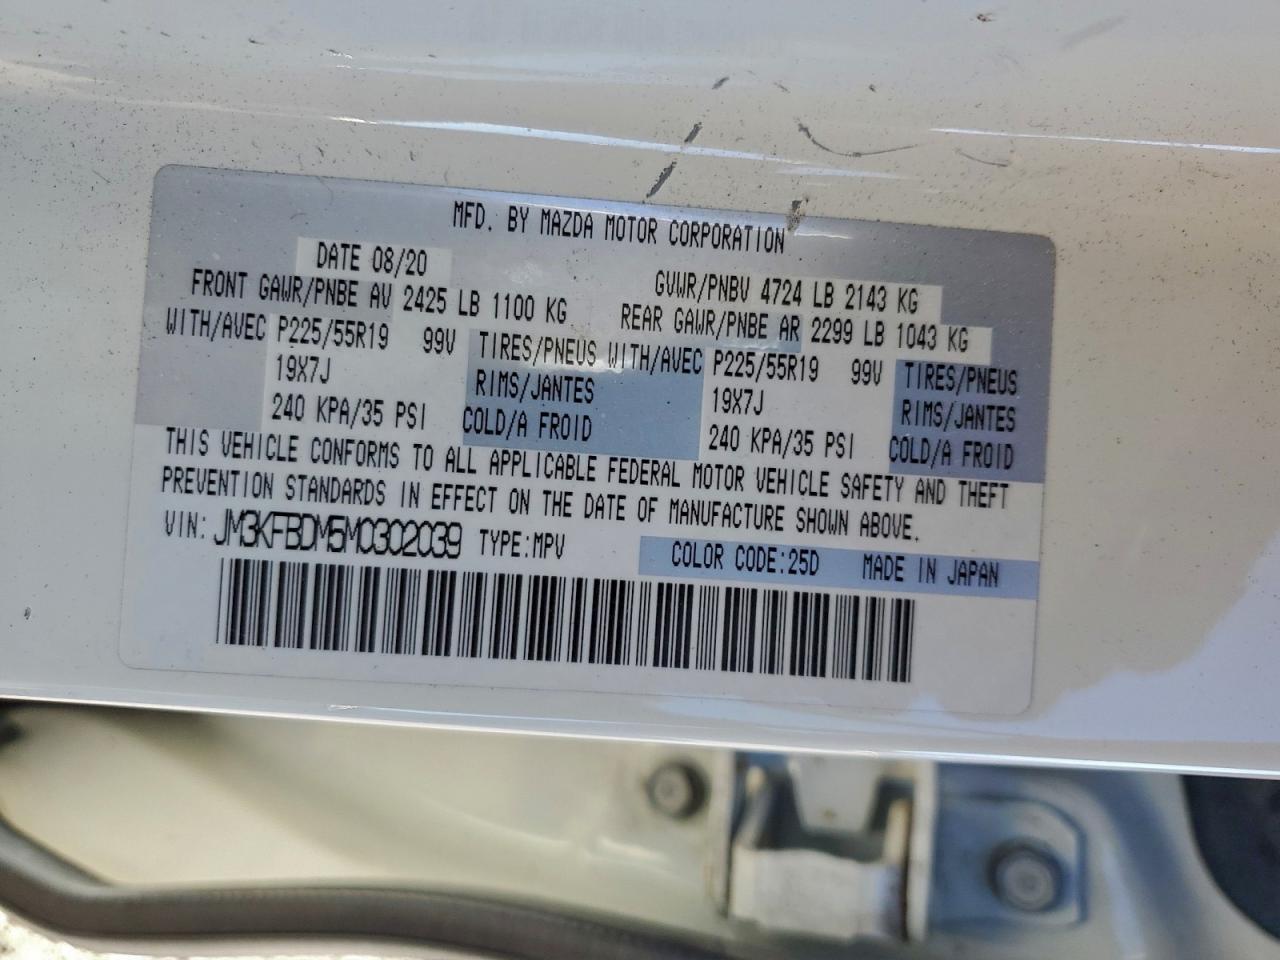 MFD. BY MAZDA MOTOR CORPORATION
DATE 08/20 GVWR/PNBV 4724 LB 2143 KG
FRONT GAWR/PNBE AV 2425 LB 1100 KG REAR GAWR/PNBE AR 2299 LB 1043 KG
WITH/AVEC P225/55R19 99V TIRES/PNEUS WITH/AVEC P225/55R19 99V TIRES/PNEUS
19X7J RIMS/JANTES 19X7J RIMS/JANTES
240 KPA/35 PSI COLD/A FROID 240 KPA/35 PSI COLD/A FROID
THIS VEHICLE CONFORMS TO ALL APPLICABLE FEDERAL MOTOR VEHICLE SAFETY AND THEFT
PREVENTION STANDARDS IN EFFECT ON THE DATE OF MANUFACTURE SHOWN ABOVE.
VIN: JM3KFBDM5M0302039 TYPE:MPV COLOR CODE:25D MADE IN JAPAN